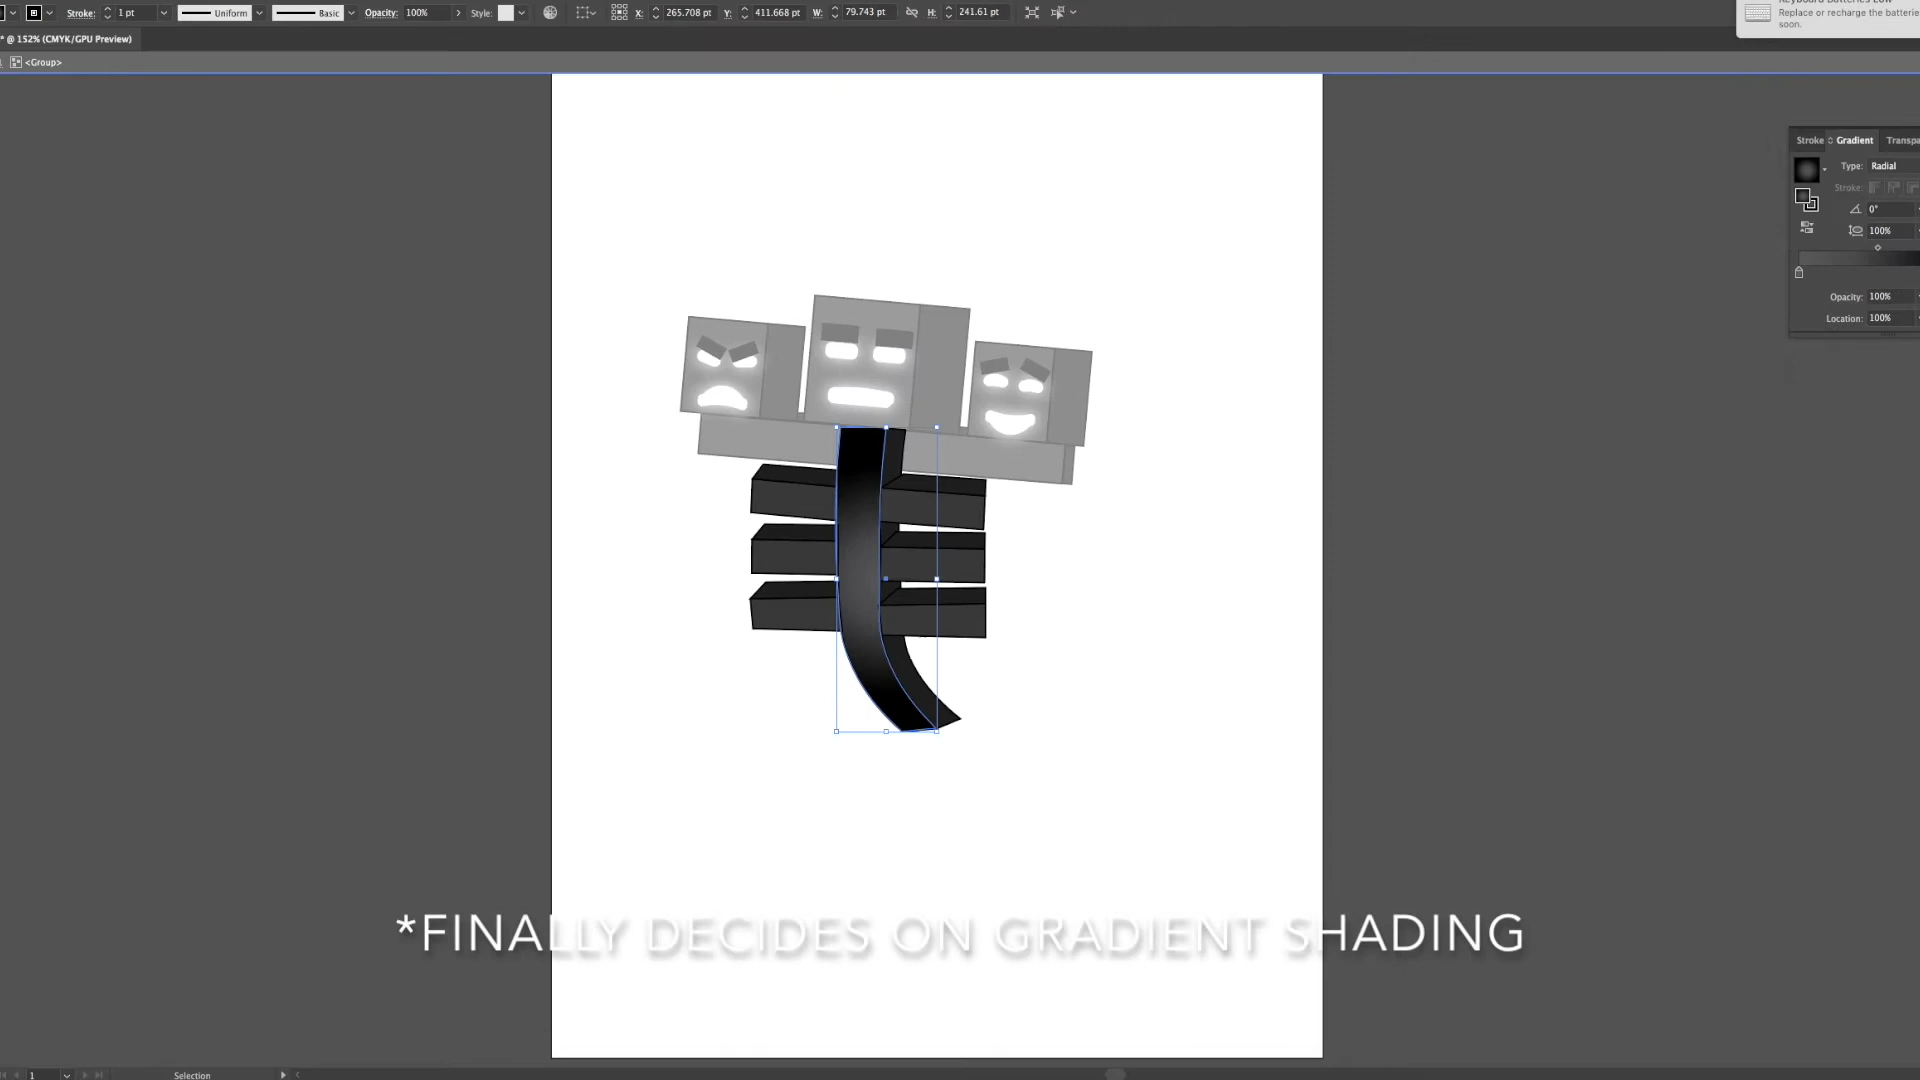 Stroke: 1 pt Uniform Basic Opacity: 100% Style: X: 265.708 pt Y: 411.668 pt W: 79.743 pt H: 241.61 pt
Replace or recharge the batterie
soon.
* @ 152% (CMYK/GPU Preview)
<Group>
Stroke Gradient Transpa
Type: Radial
Stroke:
0°
100%
Opacity: 100%
Location: 100%
*FINALLY DECIDES ON GRADIENT SHADING
1 Selection